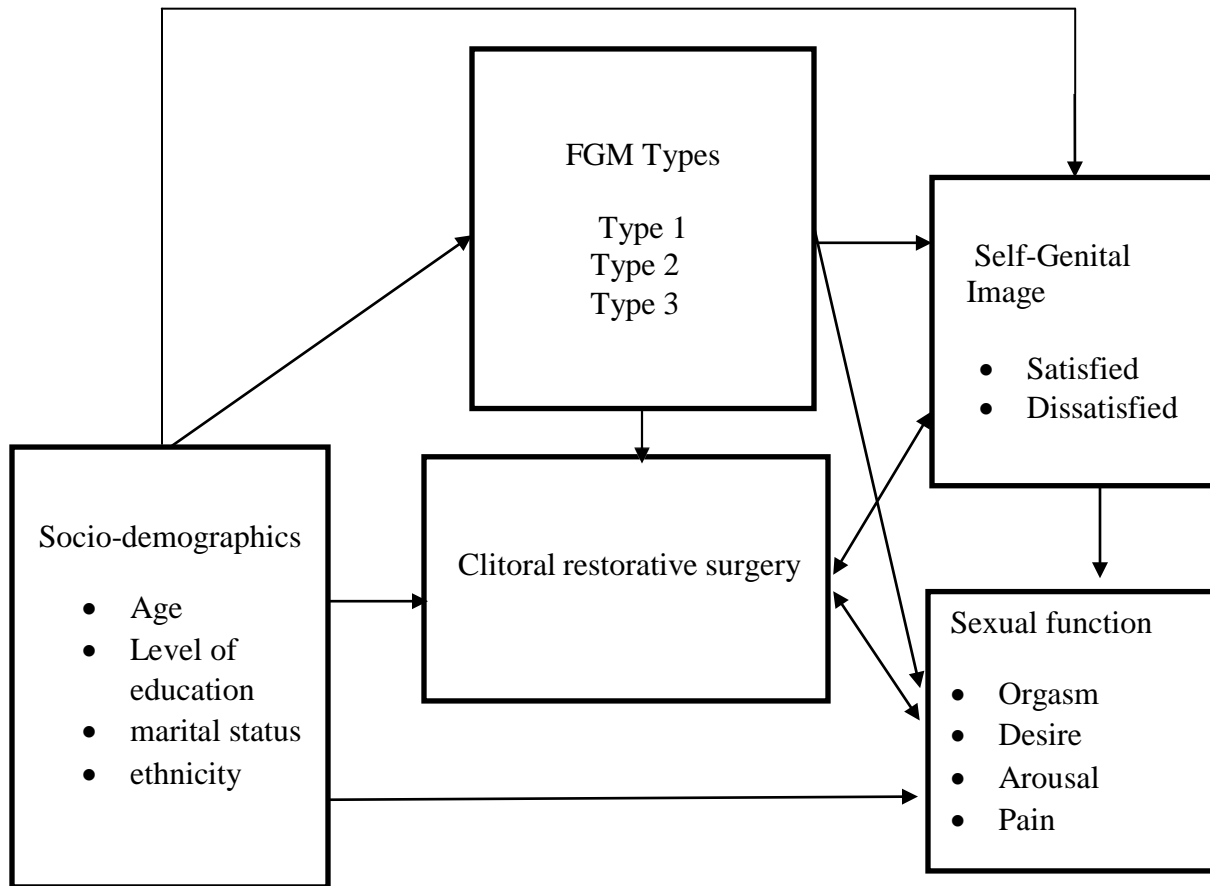 FGM Types
Type 1
Type 2
Type 3
Self-Genital
Image
• Satisfied
• Dissatisfied
Socio-demographics
• Age
• Level of
education
• marital status
• ethnicity
Clitoral restorative surgery
Sexual function
• Orgasm
• Desire
• Arousal
• Pain